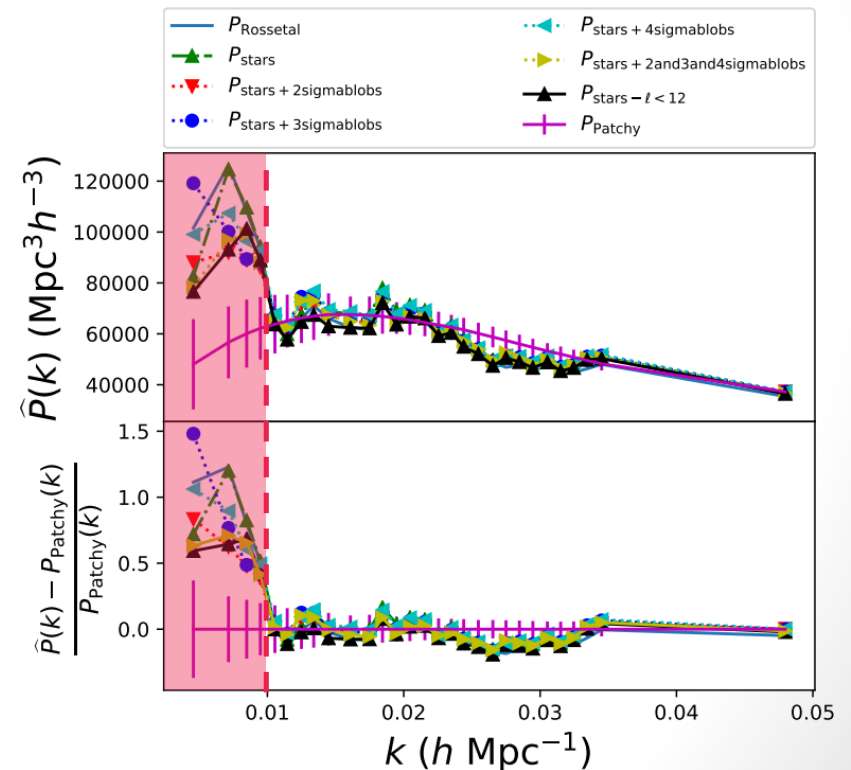 P_Rossetal
P_stars
P_stars + 2sigmablobs
P_stars + 3sigmablobs
P_stars + 4sigmablobs
P_stars + 2and3and4sigmablobs
P_stars − ℓ < 12
P_Patchy
P̂(k) (Mpc³h⁻³)
120000
100000
80000
60000
40000
P̂(k) − P_Patchy(k)
P_Patchy(k)
1.5
1.0
0.5
0.0
0.01 0.02 0.03 0.04 0.05
k (h Mpc⁻¹)